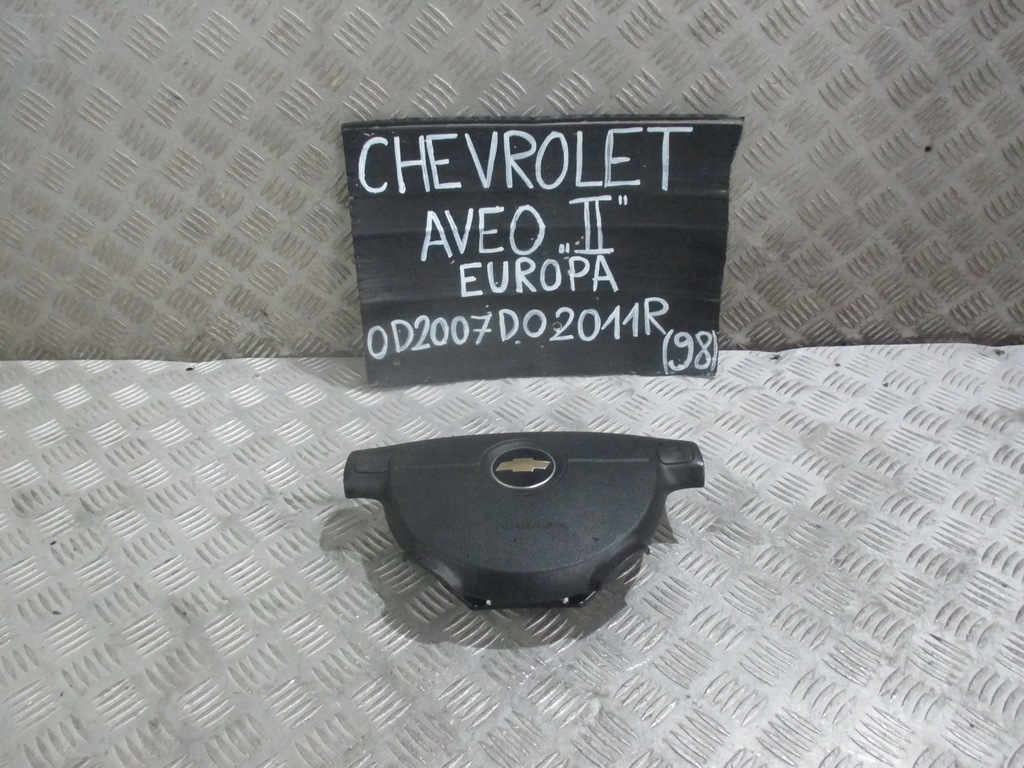 CHEVROLET
AVEO „II"
EUROPA
OD2007DO2011R
(98)